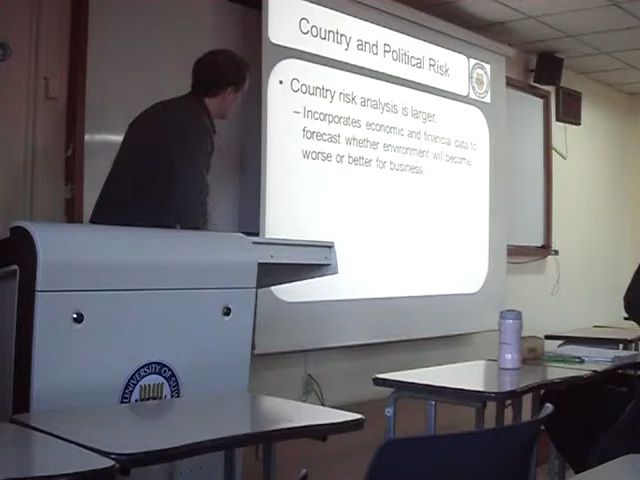 Country and Political Risk
• Country risk analysis is larger.
– Incorporates economic and financial data to
forecast whether environment will become
worse or better for business.
UNIVERSITY OF